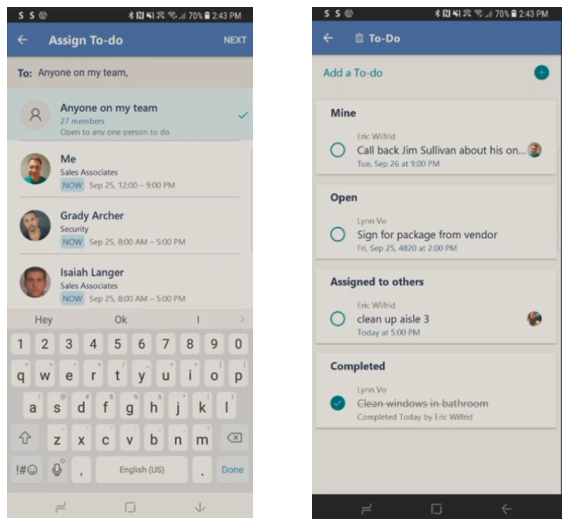 S S 70% 2:43 PM
Assign To-do NEXT
To: Anyone on my team,
Anyone on my team
27 members
Open to any one person to do
Me
Sales Associates
NOW Sep 25, 12:00 – 9:00 PM
Grady Archer
Security
NOW Sep 25, 8:00 AM – 5:00 PM
Isaiah Langer
Sales Associates
NOW Sep 25, 8:00 AM – 5:00 PM
Hey Ok I
1 2 3 4 5 6 7 8 9 0
q w e r t y u i o p
a s d f g h j k l
z x c v b n m
!#☺ , English (US) . Done
S S 70% 2:43 PM
To-Do
Add a To-do
Mine
Eric Wilfrid
Call back Jim Sullivan about his on...
Tue, Sep 26 at 9:00 PM
Open
Lynn Vo
Sign for package from vendor
Fri, Sep 25, 4820 at 2:00 PM
Assigned to others
Eric Wilfrid
clean up aisle 3
Today at 5:00 PM
Completed
Lynn Vo
Clean windows in bathroom
Completed Today by Eric Wilfrid